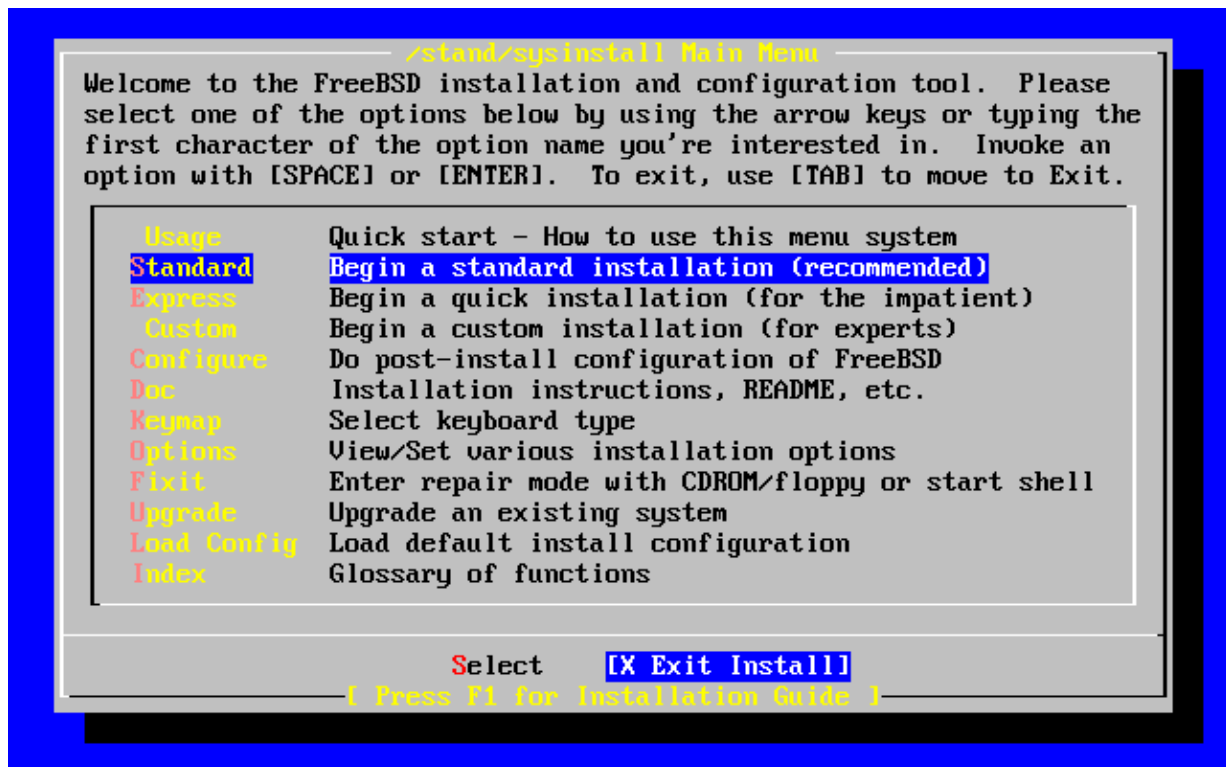 /stand/sysinstall Main Menu
Welcome to the FreeBSD installation and configuration tool.  Please
select one of the options below by using the arrow keys or typing the
first character of the option name you're interested in.  Invoke an
option with [SPACE] or [ENTER].  To exit, use [TAB] to move to Exit.
Usage Quick start - How to use this menu system
Standard Begin a standard installation (recommended)
Express Begin a quick installation (for the impatient)
Custom Begin a custom installation (for experts)
Configure Do post-install configuration of FreeBSD
Doc Installation instructions, README, etc.
Keymap Select keyboard type
Options View/Set various installation options
Fixit Enter repair mode with CDROM/floppy or start shell
Upgrade Upgrade an existing system
Load Config Load default install configuration
Index Glossary of functions
Select [X Exit Install]
[ Press F1 for Installation Guide ]